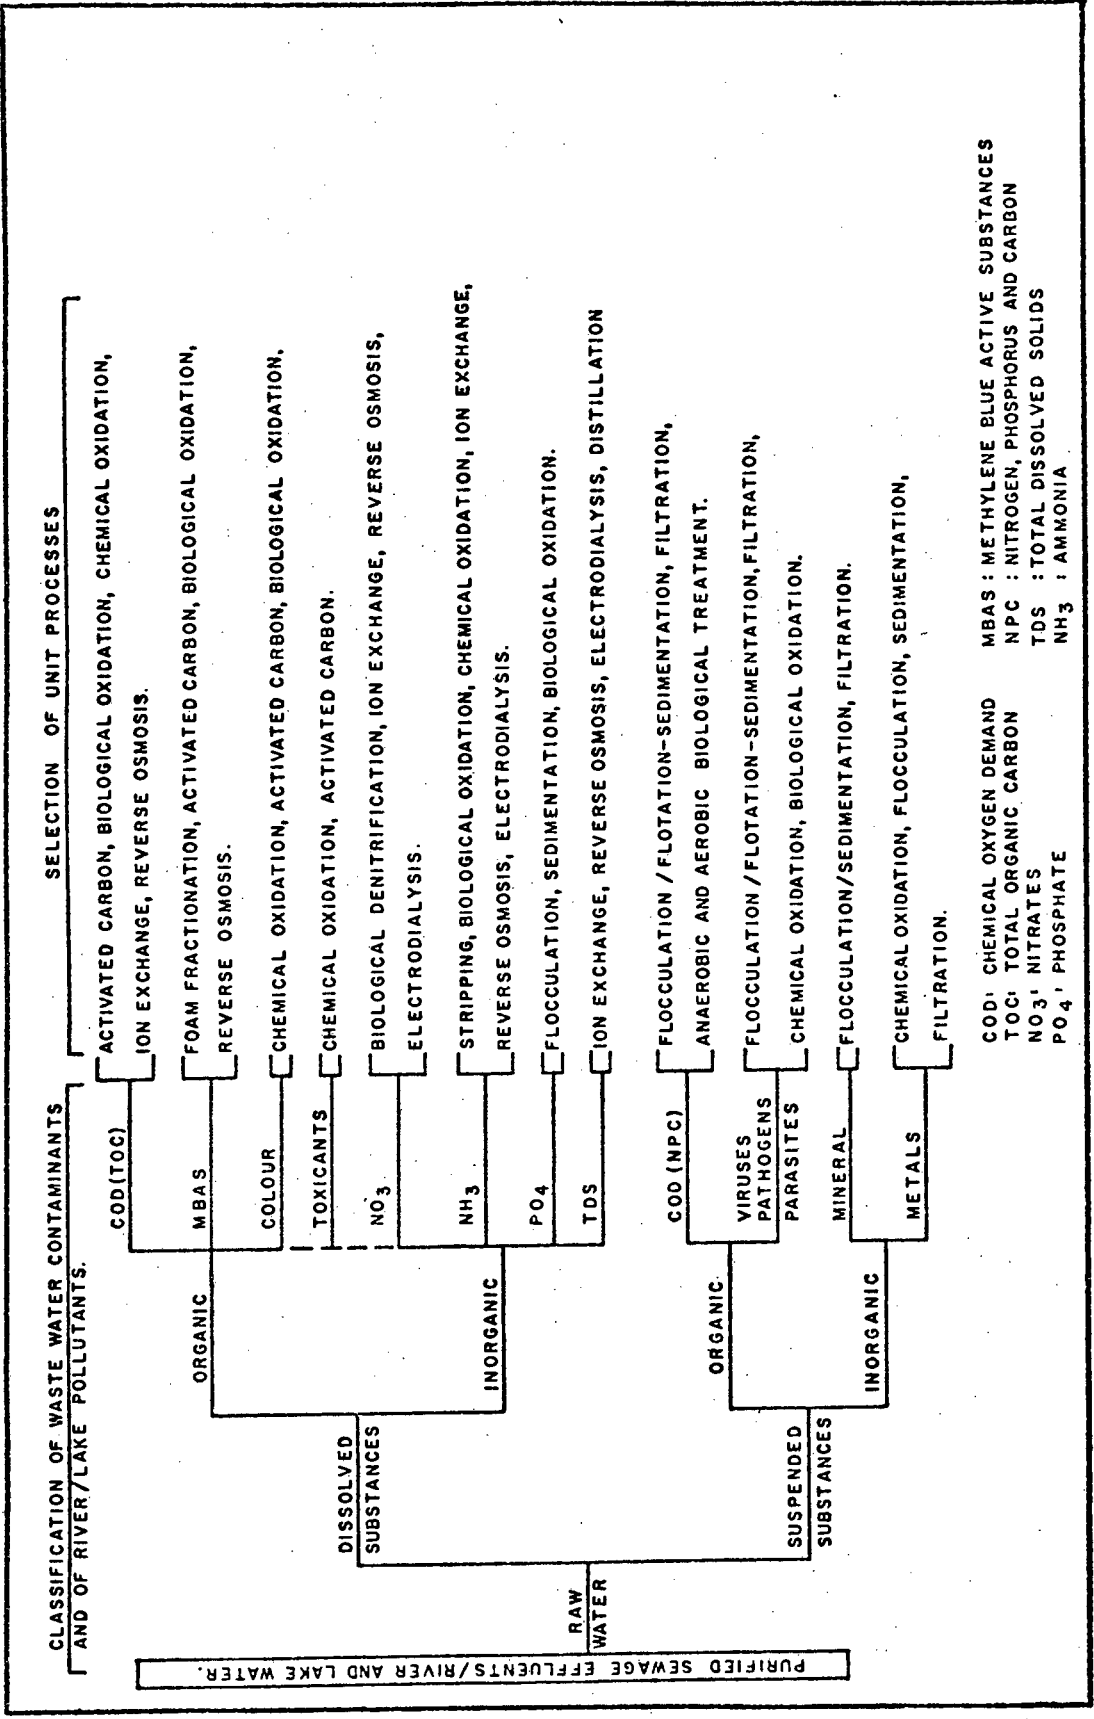 CLASSIFICATION OF WASTE WATER CONTAMINANTS
AND OF RIVER/LAKE POLLUTANTS.
SELECTION OF UNIT PROCESSES
PURIFIED SEWAGE EFFLUENTS/RIVER AND LAKE WATER.
RAW
WATER
DISSOLVED
SUBSTANCES
ORGANIC
COD(TOC)
ACTIVATED CARBON, BIOLOGICAL OXIDATION, CHEMICAL OXIDATION,
ION EXCHANGE, REVERSE OSMOSIS.
MBAS
FOAM FRACTIONATION, ACTIVATED CARBON, BIOLOGICAL OXIDATION,
REVERSE OSMOSIS.
COLOUR
CHEMICAL OXIDATION, ACTIVATED CARBON, BIOLOGICAL OXIDATION,
TOXICANTS
CHEMICAL OXIDATION, ACTIVATED CARBON.
INORGANIC
NO3
BIOLOGICAL DENITRIFICATION, ION EXCHANGE, REVERSE OSMOSIS,
ELECTRODIALYSIS.
NH3
STRIPPING, BIOLOGICAL OXIDATION, CHEMICAL OXIDATION, ION EXCHANGE,
REVERSE OSMOSIS, ELECTRODIALYSIS.
PO4
FLOCCULATION, SEDIMENTATION, BIOLOGICAL OXIDATION.
TDS
ION EXCHANGE, REVERSE OSMOSIS, ELECTRODIALYSIS, DISTILLATION
SUSPENDED
SUBSTANCES
ORGANIC
COD(NPC)
FLOCCULATION/FLOTATION-SEDIMENTATION, FILTRATION,
ANAEROBIC AND AEROBIC BIOLOGICAL TREATMENT.
VIRUSES
PATHOGENS
PARASITES
FLOCCULATION/FLOTATION-SEDIMENTATION, FILTRATION,
CHEMICAL OXIDATION, BIOLOGICAL OXIDATION.
INORGANIC
MINERAL
FLOCCULATION/SEDIMENTATION, FILTRATION.
METALS
CHEMICAL OXIDATION, FLOCCULATION, SEDIMENTATION,
FILTRATION.
COD: CHEMICAL OXYGEN DEMAND
TOC: TOTAL ORGANIC CARBON
NO3: NITRATES
PO4: PHOSPHATE
MBAS : METHYLENE BLUE ACTIVE SUBSTANCES
NPC : NITROGEN, PHOSPHORUS AND CARBON
TDS : TOTAL DISSOLVED SOLIDS
NH3 : AMMONIA